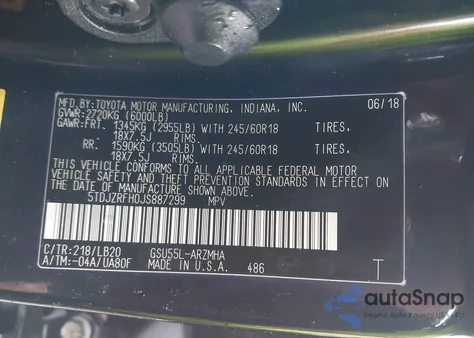 MFD.BY:TOYOTA MOTOR MANUFACTURING, INDIANA, INC. 06/18
GVWR:2720KG (6000LB)
GAWR:FRT. 1345KG (2955LB) WITH 245/60R18 TIRES,
18X7.5J RIMS
RR. 1590KG (3505LB) WITH 245/60R18 TIRES,
18X7.5J RIMS
THIS VEHICLE CONFORMS TO ALL APPLICABLE FEDERAL MOTOR
VEHICLE SAFETY AND THEFT PREVENTION STANDARDS IN EFFECT
ON THE DATE OF MANUFACTURE SHOWN ABOVE.
5TDJZRFH0JS887299 MPV
C/TR:218/LB20 GSU55L-ARZMHA
A/TM:-04A/UA80F MADE IN U.S.A. 486 T
autoSnap